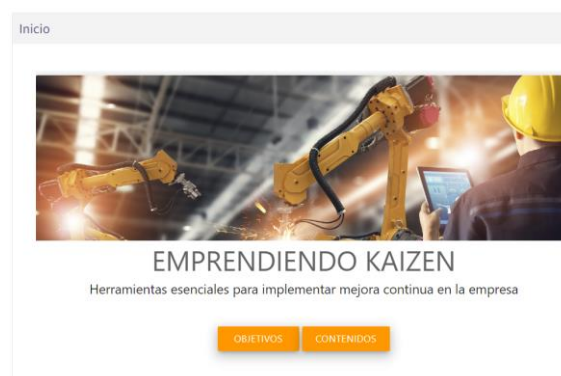 Inicio
EMPRENDIENDO KAIZEN
Herramientas esenciales para implementar mejora continua en la empresa
OBJETIVOS
CONTENIDOS